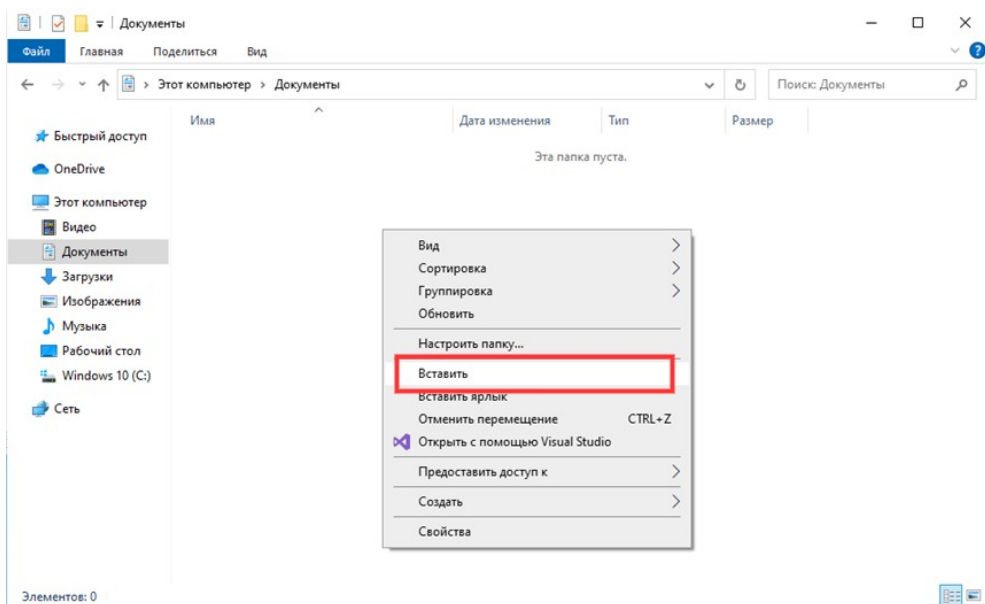 Документы
Файл Главная Поделиться Вид
Этот компьютер > Документы Поиск: Документы
Имя Дата изменения Тип Размер
Эта папка пуста.
Быстрый доступ
OneDrive
Этот компьютер
Видео
Документы
Загрузки
Изображения
Музыка
Рабочий стол
Windows 10 (C:)
Сеть
Вид
Сортировка
Группировка
Обновить
Настроить папку...
Вставить
Вставить ярлык
Отменить перемещение CTRL+Z
Открыть с помощью Visual Studio
Предоставить доступ к
Создать
Свойства
Элементов: 0